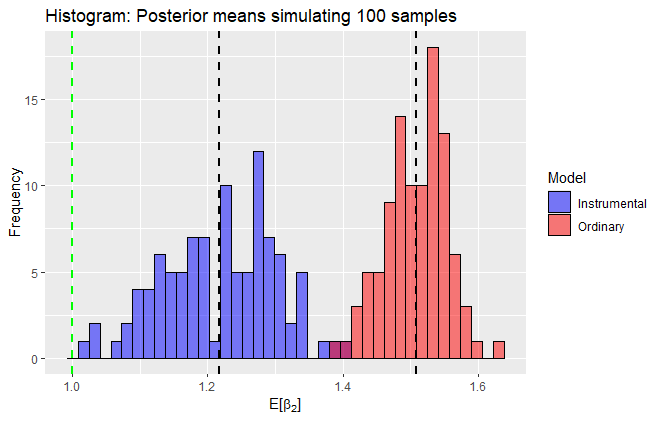 Histogram: Posterior means simulating 100 samples
Frequency
15
10
5
0
1.0
1.2
1.4
1.6
E[β₂]
Model
Instrumental
Ordinary